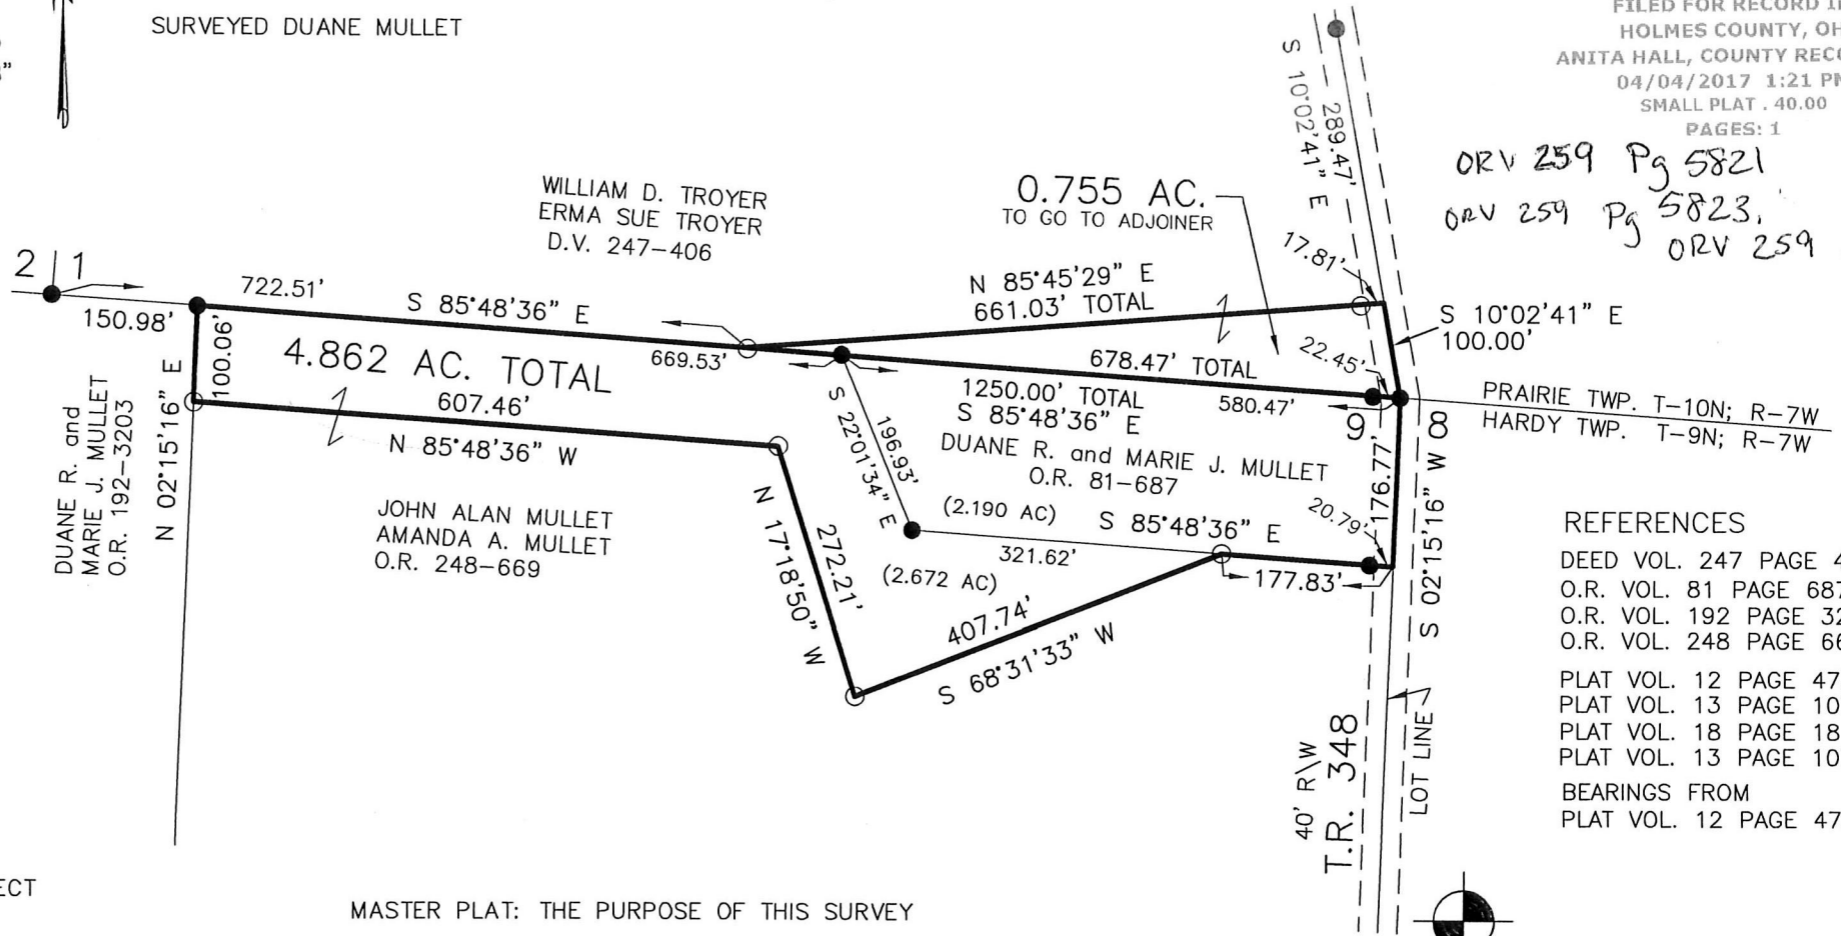 SURVEYED DUANE MULLET
HOLMES COUNTY,
ANITA HALL, COUNTY
04/04/2017 1:21
SMALL PLAT . 40.00
PAGES: 1
FILED FOR RECORD
ORV 259 Pg 5821
ORV 259 Pg 5823.
ORV 259
S 10°02'41" E
289.47'
WILLIAM D. TROYER
ERMA SUE TROYER
D.V. 247-406
0.755 AC.
TO GO TO ADJOINER
17.81'
2 | 1
150.98'
722.51'
S 85°48'36" E
669.53'
N 85°45'29" E
661.03' TOTAL
S 10°02'41" E
100.00'
22.45'
678.47' TOTAL
1250.00' TOTAL
580.47'
S 85°48'36" E
PRAIRIE TWP. T-10N; R-7W
HARDY TWP. T-9N; R-7W
9
8
N 02°15'16" E
100.06'
4.862 AC. TOTAL
607.46'
N 85°48'36" W
DUANE R. and
MARIE J. MULLET
O.R. 192-3203
JOHN ALAN MULLET
AMANDA A. MULLET
O.R. 248-669
196.93'
S 22°01'34" E
DUANE R. and MARIE J. MULLET
O.R. 81-687
(2.190 AC)
S 85°48'36" E
321.62'
(2.672 AC)
20.79'
176.77'
S 02°15'16" W
177.83'
N 17°18'50" W
272.21'
407.74'
S 68°31'33" W
REFERENCES
DEED VOL. 247 PAGE
O.R. VOL. 81 PAGE 687
O.R. VOL. 192 PAGE
O.R. VOL. 248 PAGE
PLAT VOL. 12 PAGE 47
PLAT VOL. 13 PAGE 10
PLAT VOL. 18 PAGE 18
PLAT VOL. 13 PAGE 10
BEARINGS FROM
PLAT VOL. 12 PAGE 47
40' R\W
T.R. 348
LOT LINE
MASTER PLAT: THE PURPOSE OF THIS SURVEY